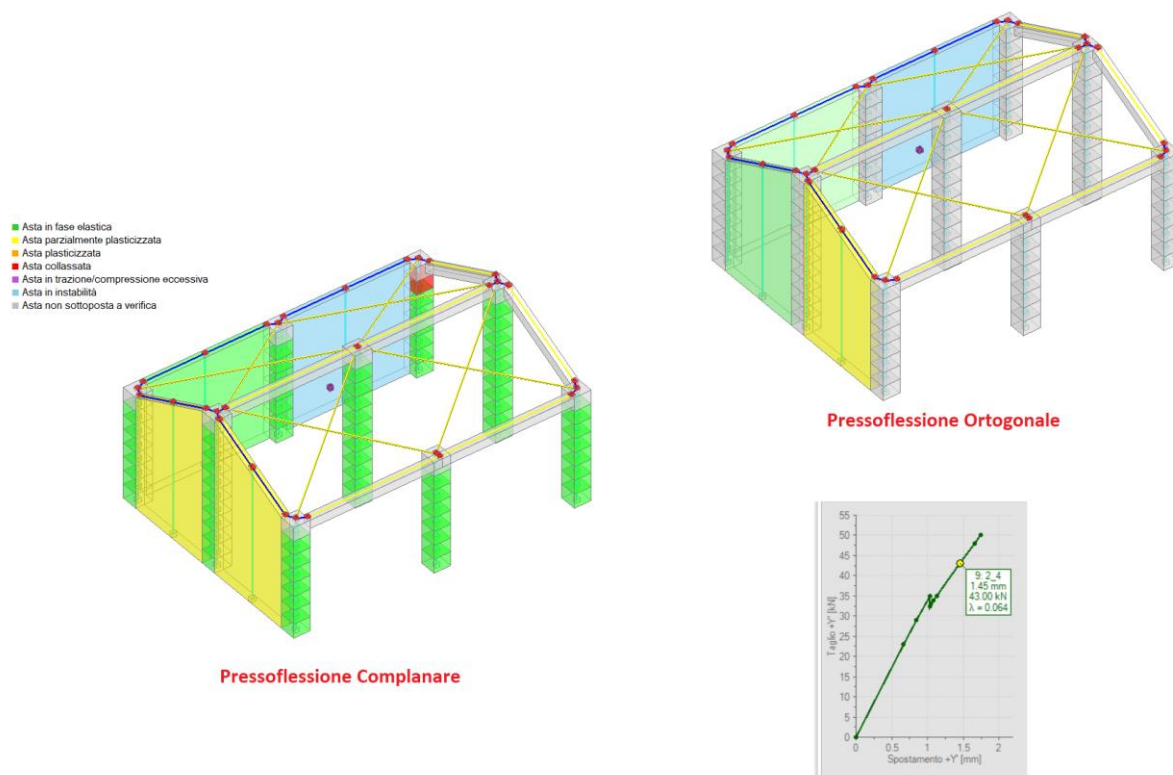 Asta in fase elastica
Asta parzialmente plasticizzata
Asta plasticizzata
Asta collassata
Asta in trazione/compressione eccessiva
Asta in instabilità
Asta non sottoposta a verifica
Pressoflessione Complanare
Pressoflessione Ortogonale
Taglio +Y' [kN]
55
50
45
40
35
30
25
20
15
10
5
0
9: 2_4
1.45 mm
43.00 kN
λ = 0.064
0 0.5 1 1.5 2
Spostamento +Y' [mm]